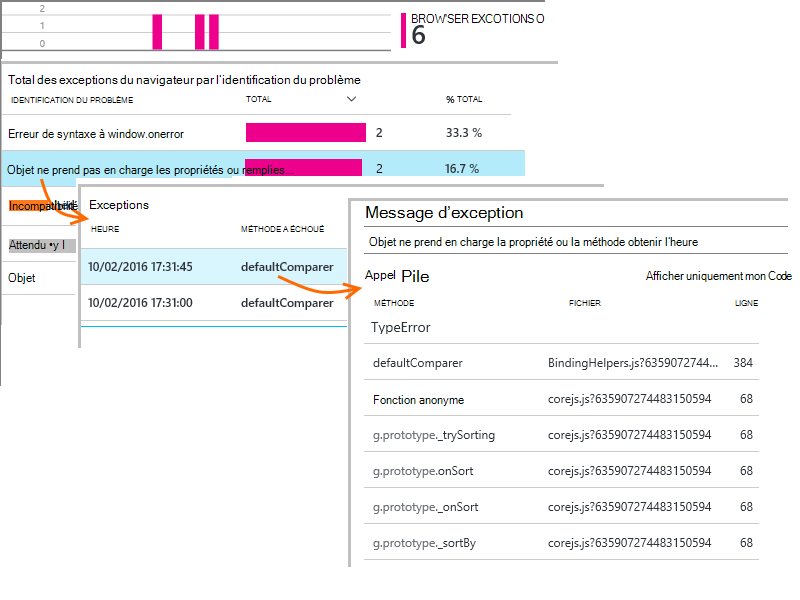 2
1
0
BROWSER EXCOTIONS O
6
Total des exceptions du navigateur par l'identification du problème
IDENTIFICATION DU PROBLÈME TOTAL % TOTAL
Erreur de syntaxe à window.onerror 2 33.3 %
Objet ne prend pas en charge les propriétés ou remplies... 2 16.7 %
Attendu •y l
Objet
Exceptions
HEURE MÉTHODE A ÉCHOUÉ
10/02/2016 17:31:45 defaultComparer
10/02/2016 17:31:00 defaultComparer
Message d'exception
Objet ne prend en charge la propriété ou la méthode obtenir l'heure
Appel Pile Afficher uniquement mon Code
MÉTHODE FICHIER LIGNE
TypeError
defaultComparer BindingHelpers.js?6359072744... 384
Fonction anonyme corejs.js?635907274483150594 68
g.prototype._trySorting corejs.js?635907274483150594 68
g.prototype.onSort corejs.js?635907274483150594 68
g.prototype._onSort corejs.js?635907274483150594 68
g.prototype._sortBy corejs.js?635907274483150594 68